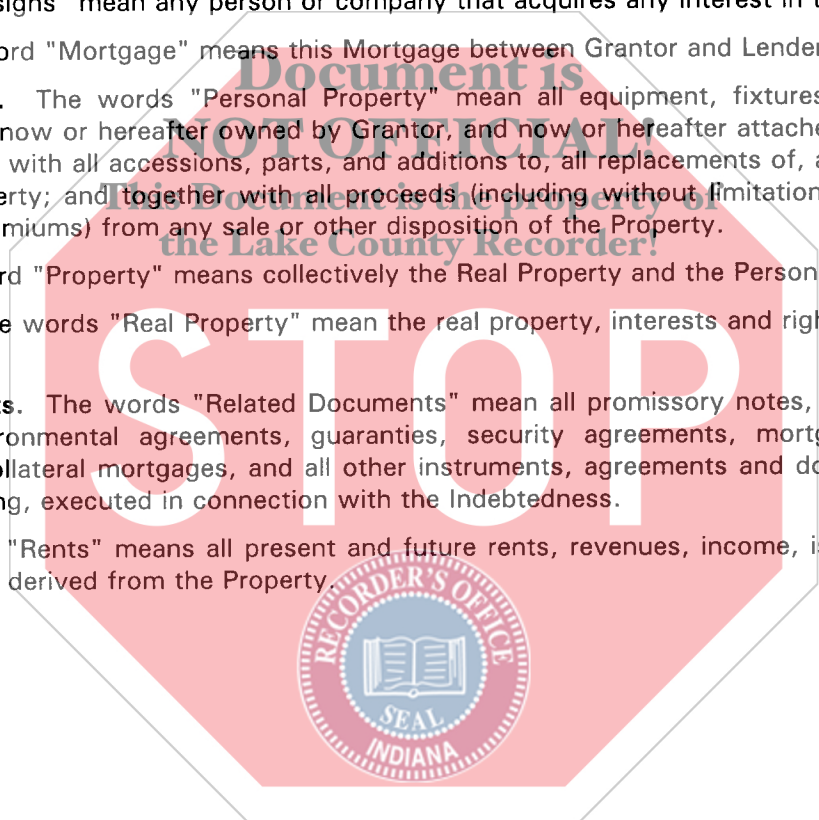 signs" mean any person or company that acquires any interest in t
ord "Mortgage" means this Mortgage between Grantor and Lender
Document is
. The words "Personal Property" mean all equipment, fixtures
now or hereafter owned by Grantor, and now or hereafter attache
NOT OFFICIAL!
with all accessions, parts, and additions to, all replacements of, a
erty; and together with all proceeds (including without limitation
This Document is the property of
miums) from any sale or other disposition of the Property.
the Lake County Recorder!
rd "Property" means collectively the Real Property and the Person
e words "Real Property" mean the real property, interests and righ
STOP
ts. The words "Related Documents" mean all promissory notes,
ronmental agreements, guaranties, security agreements, mortg
ollateral mortgages, and all other instruments, agreements and do
ng, executed in connection with the Indebtedness.
"Rents" means all present and future rents, revenues, income, is
derived from the Property.
RECORDER'S OFFICE
SEAL
INDIANA